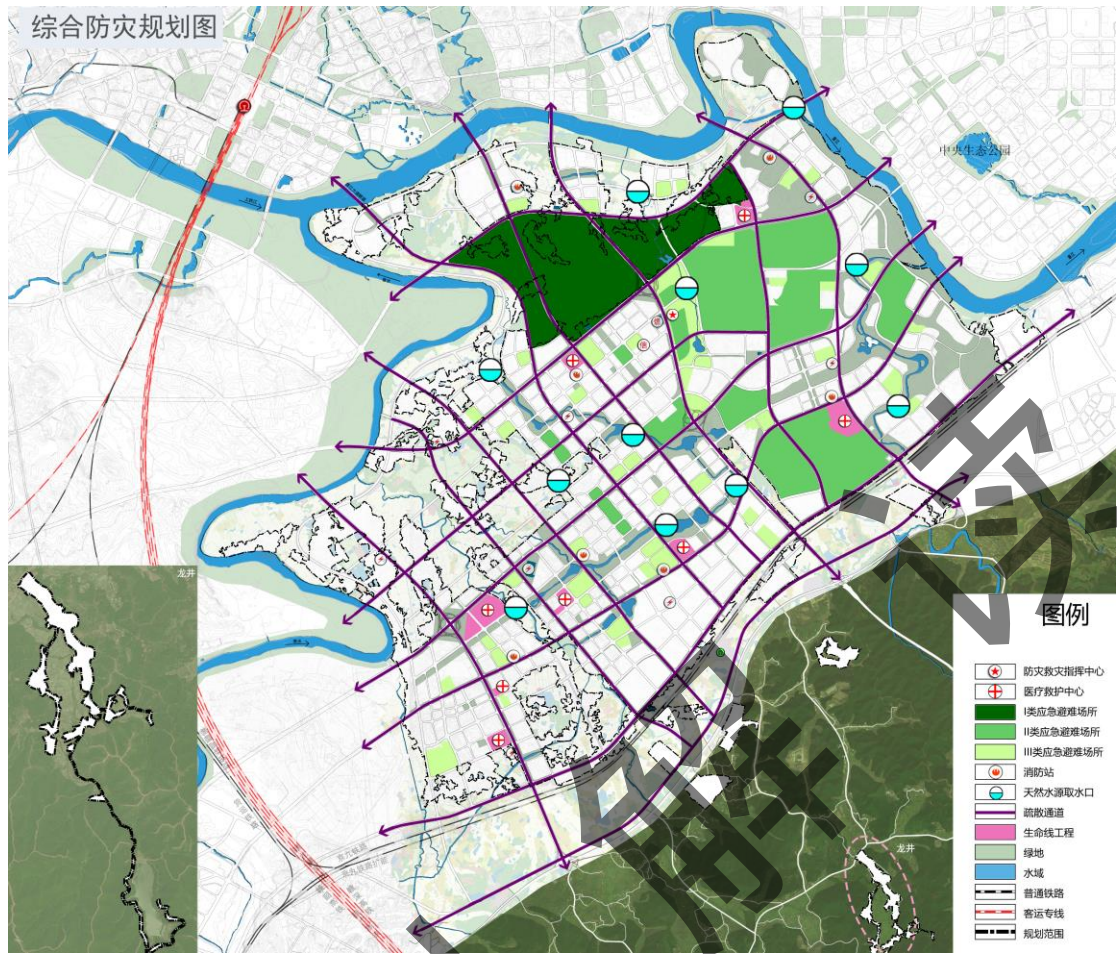 综合防灾规划图
中央生态公园
龙井
图例
防灾救灾指挥中心
医疗救护中心
I类应急避难场所
II类应急避难场所
III类应急避难场所
消防站
天然水源取水口
疏散通道
生命线工程
绿地
水域
普通铁路
客运专线
规划范围
龙井